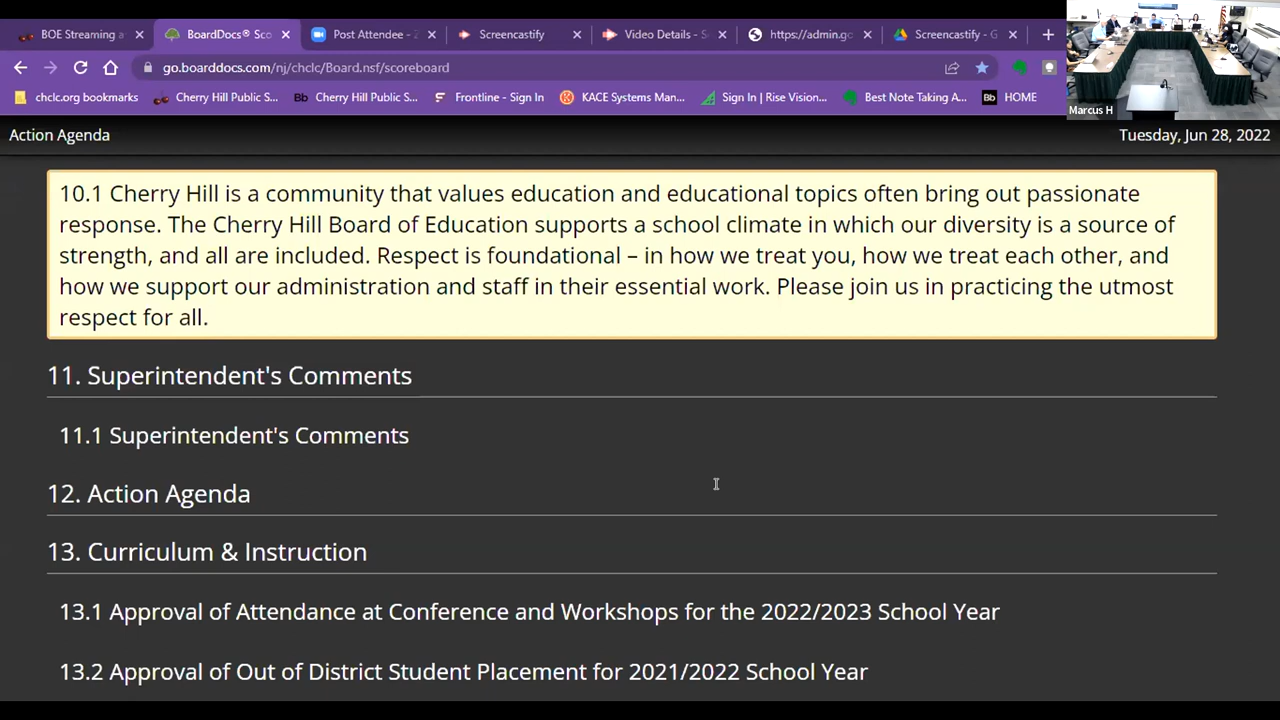 BOE Streaming a
BoardDocs® Sco
Post Attendee - Z
Screencastify
Video Details - S
https://admin.go
Screencastify - G
go.boarddocs.com/nj/chclc/Board.nsf/scoreboard
chclc.org bookmarks
Cherry Hill Public S...
Bb
Cherry Hill Public S...
Frontline - Sign In
KACE Systems Man...
Sign In | Rise Vision...
Best Note Taking A...
Bb
HOME
Marcus H
Action Agenda
Tuesday, Jun 28, 2022
10.1 Cherry Hill is a community that values education and educational topics often bring out passionate
response. The Cherry Hill Board of Education supports a school climate in which our diversity is a source of
strength, and all are included. Respect is foundational – in how we treat you, how we treat each other, and
how we support our administration and staff in their essential work. Please join us in practicing the utmost
respect for all.
11. Superintendent's Comments
11.1 Superintendent's Comments
12. Action Agenda
13. Curriculum & Instruction
13.1 Approval of Attendance at Conference and Workshops for the 2022/2023 School Year
13.2 Approval of Out of District Student Placement for 2021/2022 School Year